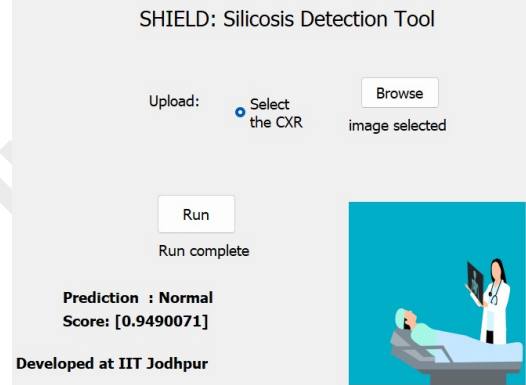 SHIELD: Silicosis Detection Tool
Upload:
Select
the CXR
Browse
image selected
Run
Run complete
Prediction : Normal
Score: [0.9490071]
Developed at IIT Jodhpur